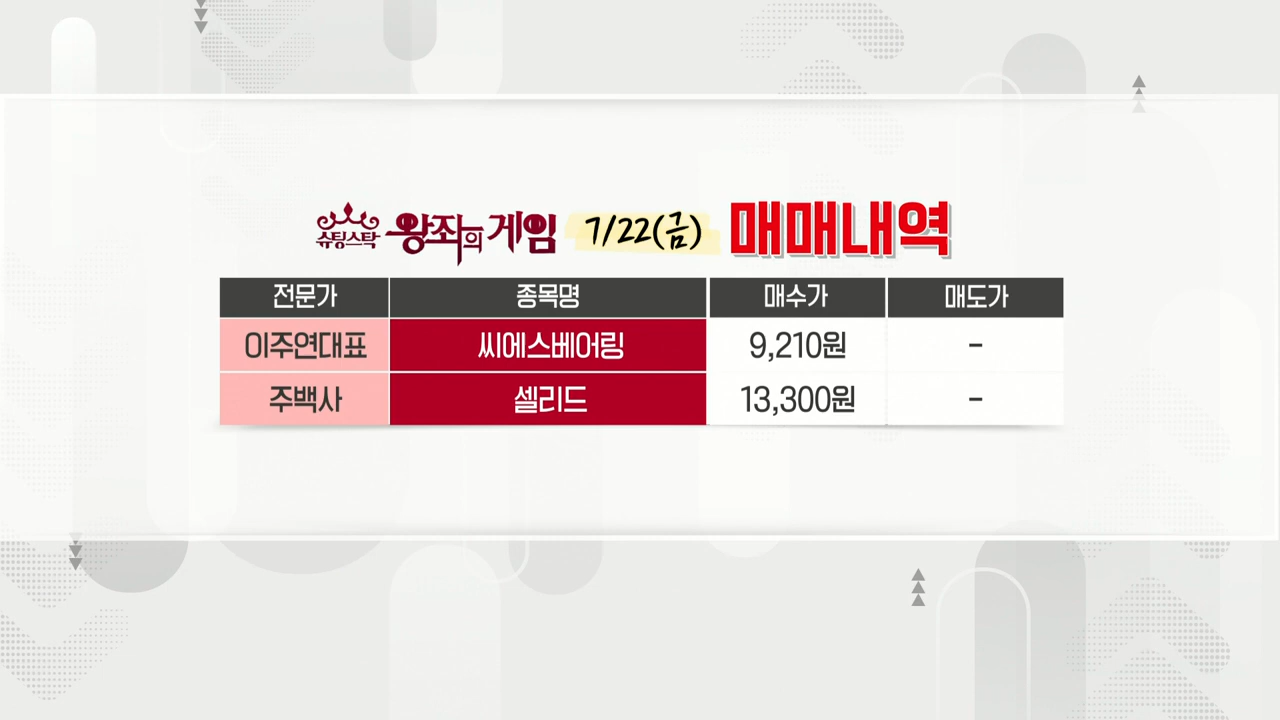 슈팅스탁 왕좌의 게임 7/22(금) 매매내역
전문가 종목명 매수가 매도가
이주연대표 씨에스베어링 9,210원 -
주백사 셀리드 13,300원 -